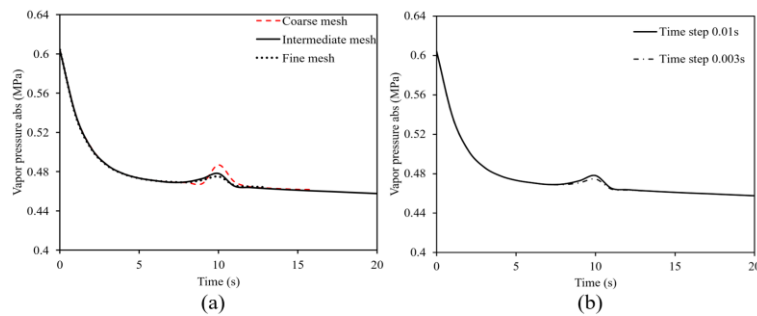 0.64
0.6
0.56
0.52
0.48
0.44
0.4
Vapor pressure abs (MPa)
0
5
10
15
20
Time (s)
Coarse mesh
Intermediate mesh
Fine mesh
(a)
0.64
0.6
0.56
0.52
0.48
0.44
0.4
Vapor pressure abs (MPa)
0
5
10
15
20
Time (s)
Time step 0.01s
Time step 0.003s
(b)